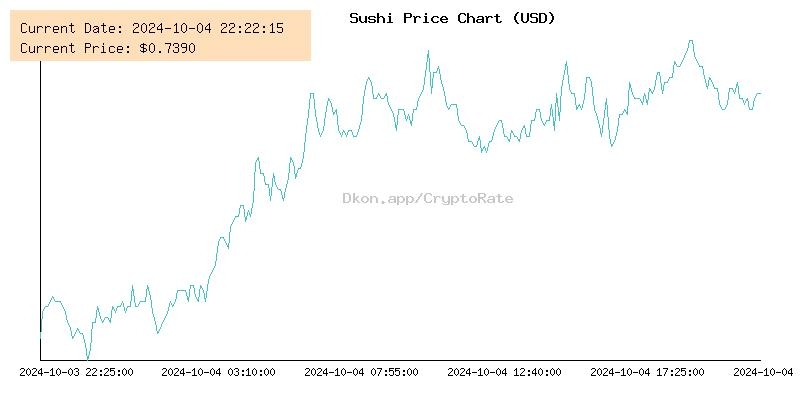 Sushi Price Chart (USD)
Current Date: 2024-10-04 22:22:15
Current Price: $0.7390
Dkon.app/CryptoRate
2024-10-03 22:25:00 2024-10-04 03:10:00 2024-10-04 07:55:00 2024-10-04 12:40:00 2024-10-04 17:25:00 2024-10-04